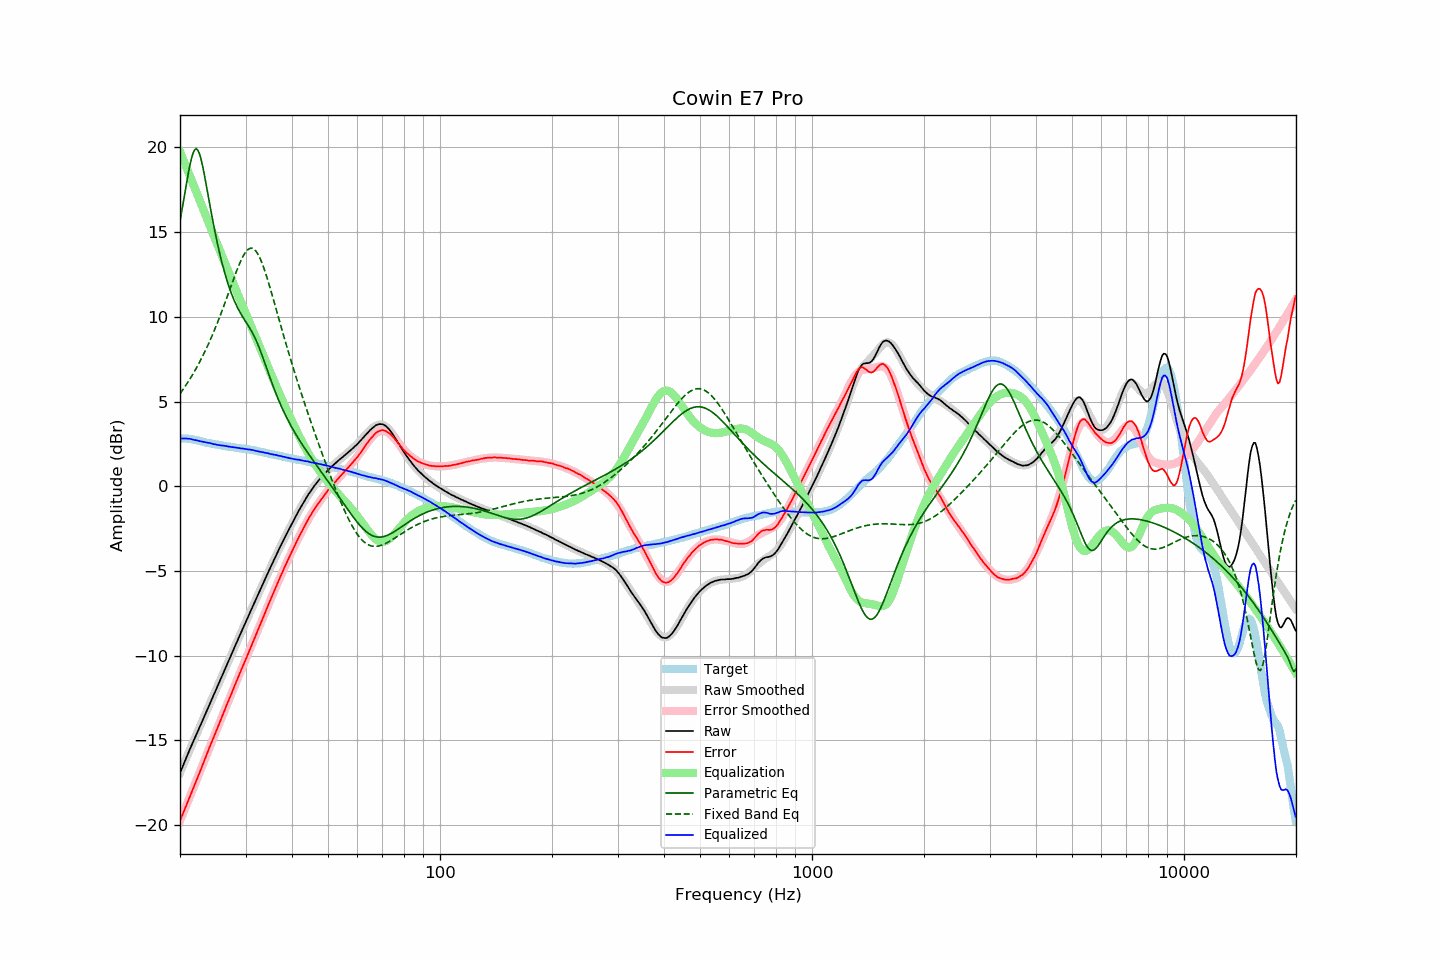 Cowin E7 Pro
Amplitude (dBr)
20
15
10
5
0
−5
−10
−15
−20
Target
Raw Smoothed
Error Smoothed
Raw
Error
Equalization
Parametric Eq
Fixed Band Eq
Equalized
100
1000
10000
Frequency (Hz)